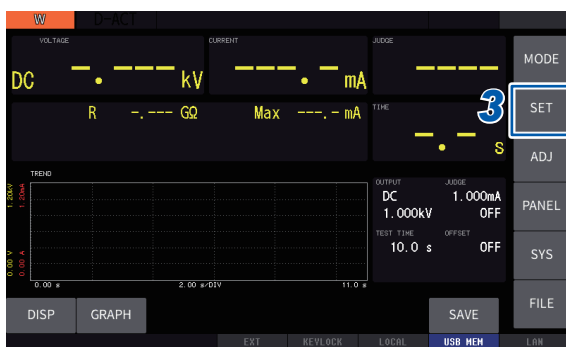 W D-ACT
VOLTAGE CURRENT JUDGE
DC -.--- kV ---.- mA ----
MODE
R -.--- GΩ Max ---.- mA TIME
3 SET
-.- s
ADJ
TREND
1.20kV 1.20mA
OUTPUT JUDGE
DC 1.000mA
1.000kV OFF
PANEL
TEST TIME OFFSET
10.0 s OFF
SYS
0.00 V 0.00 A
0.00 s 2.00 s/DIV 11.0 s
DISP GRAPH SAVE FILE
EXT KEYLOCK LOCAL USB MEM LAN